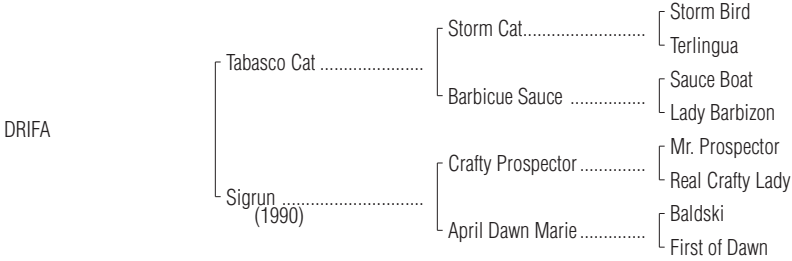 Storm Bird
Storm Cat..........................
Terlingua
Tabasco Cat ......................
Sauce Boat
Barbicue Sauce ................
Lady Barbizon
DRIFA
Mr. Prospector
Crafty Prospector ..............
Real Crafty Lady
Sigrun ..............................
(1990)
Baldski
April Dawn Marie ..............
First of Dawn